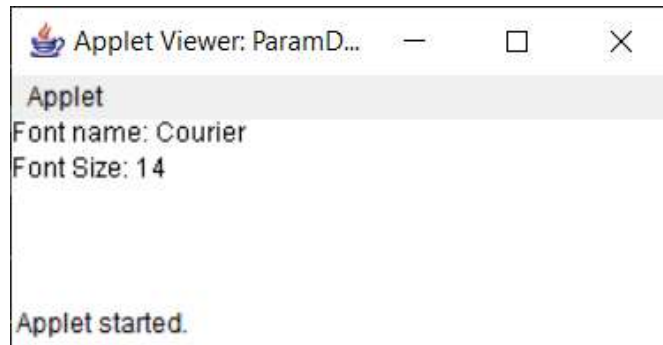 Applet Viewer: ParamD...
Applet
Font name: Courier
Font Size: 14
Applet started.